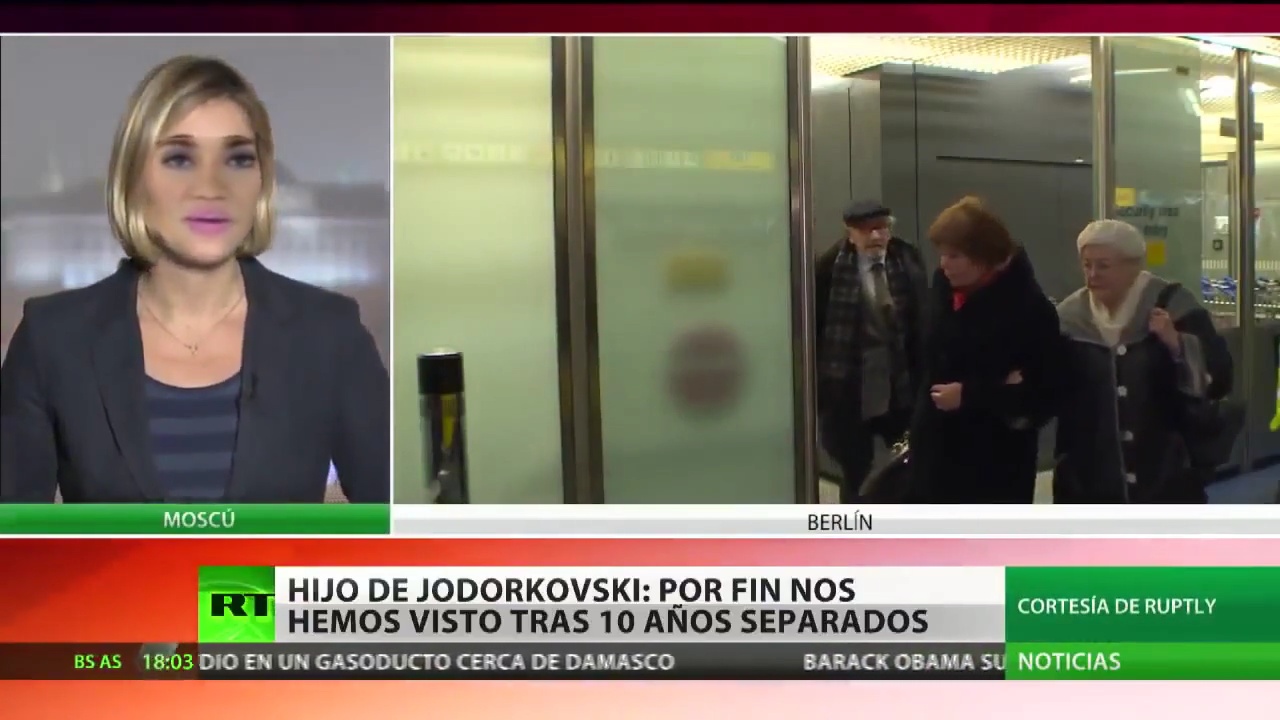 MOSCÚ
BERLÍN
RT
HIJO DE JODORKOVSKI: POR FIN NOS
HEMOS VISTO TRAS 10 AÑOS SEPARADOS
CORTESÍA DE RUPTLY
BS AS 18:03 DIO EN UN GASODUCTO CERCA DE DAMASCO BARACK OBAMA SU
NOTICIAS